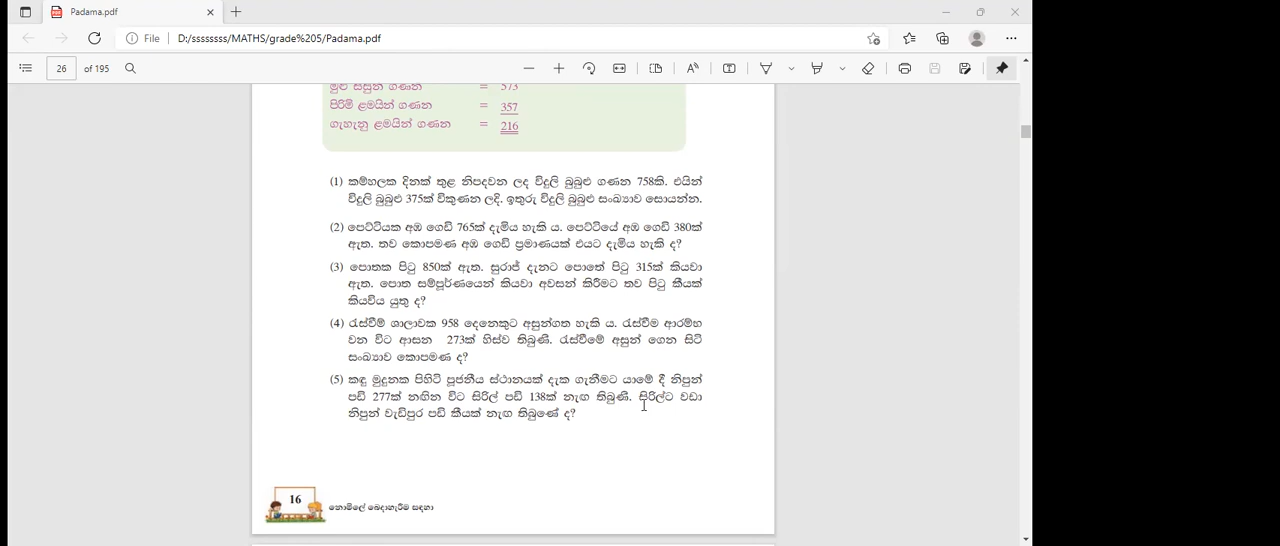 Padama.pdf
File D:/ssssssss/MATHS/grade%205/Padama.pdf
26 of 195
මුළු සිසුන් ගණන = 573
පිරිමි ළමයින් ගණන = 357
ගැහැනු ළමයින් ගණන = 216
(1) කම්හලක දිනක් තුළ නිපදවන ලද විදුලි බුබුළු ගණන 758කි. එයින්
විදුලි බුබුළු 375ක් විකුණන ලදි. ඉතුරු විදුලි බුබුළු සංඛ්‍යාව සොයන්න.
(2) පෙට්ටියක අඹ ගෙඩි 765ක් දැමිය හැකි ය. පෙට්ටියේ අඹ ගෙඩි 380ක්
ඇත. තව කොපමණ අඹ ගෙඩි ප්‍රමාණයක් එයට දැමිය හැකි ද?
(3) පොතක පිටු 850ක් ඇත. සුරාජ් දැනට පොතේ පිටු 315ක් කියවා
ඇත. පොත සම්පූර්ණයෙන් කියවා අවසන් කිරීමට තව පිටු කීයක්
කියවිය යුතු ද?
(4) රැස්වීම් ශාලාවක 958 දෙනෙකුට අසුන්ගත හැකි ය. රැස්වීම ආරම්භ
වන විට ආසන 273ක් හිස්ව තිබුණි. රැස්වීමේ අසුන් ගෙන සිටි
සංඛ්‍යාව කොපමණ ද?
(5) කඳු මුදුනක පිහිටි පූජනීය ස්ථානයක් දැක ගැනීමට යාමේ දී නිපුන්
පඩි 277ක් නඟින විට සිරිල් පඩි 138ක් නැඟ තිබුණි. සිරිල්ට වඩා
නිපුන් වැඩිපුර පඩි කීයක් නැඟ තිබුණේ ද?
16
නොමිලේ බෙදාහැරීම සඳහා